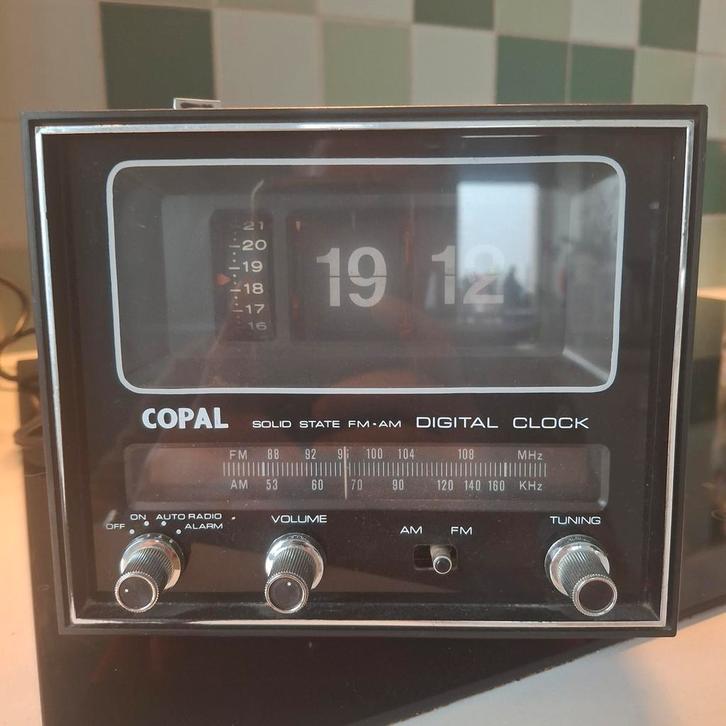 21
20
19
18
17
16
19 12
COPAL SOLID STATE FM·AM DIGITAL CLOCK
FM 88 92 96 100 104 108 MHz
AM 53 60 70 90 120 140 160 KHz
OFF ON AUTO RADIO ALARM
VOLUME
AM FM
TUNING